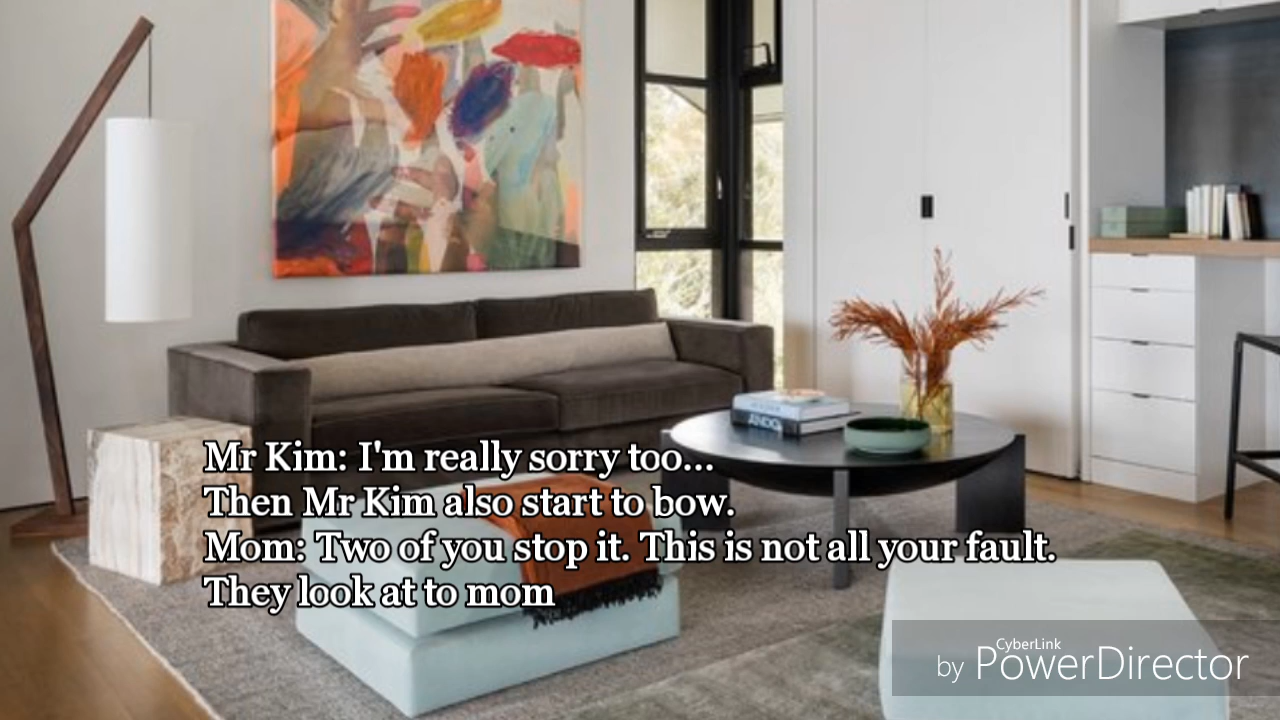 Mr Kim: I'm really sorry too...
Then Mr Kim also start to bow.
Mom: Two of you stop it. This is not all your fault.
They look at to mom
CyberLink
by PowerDirector